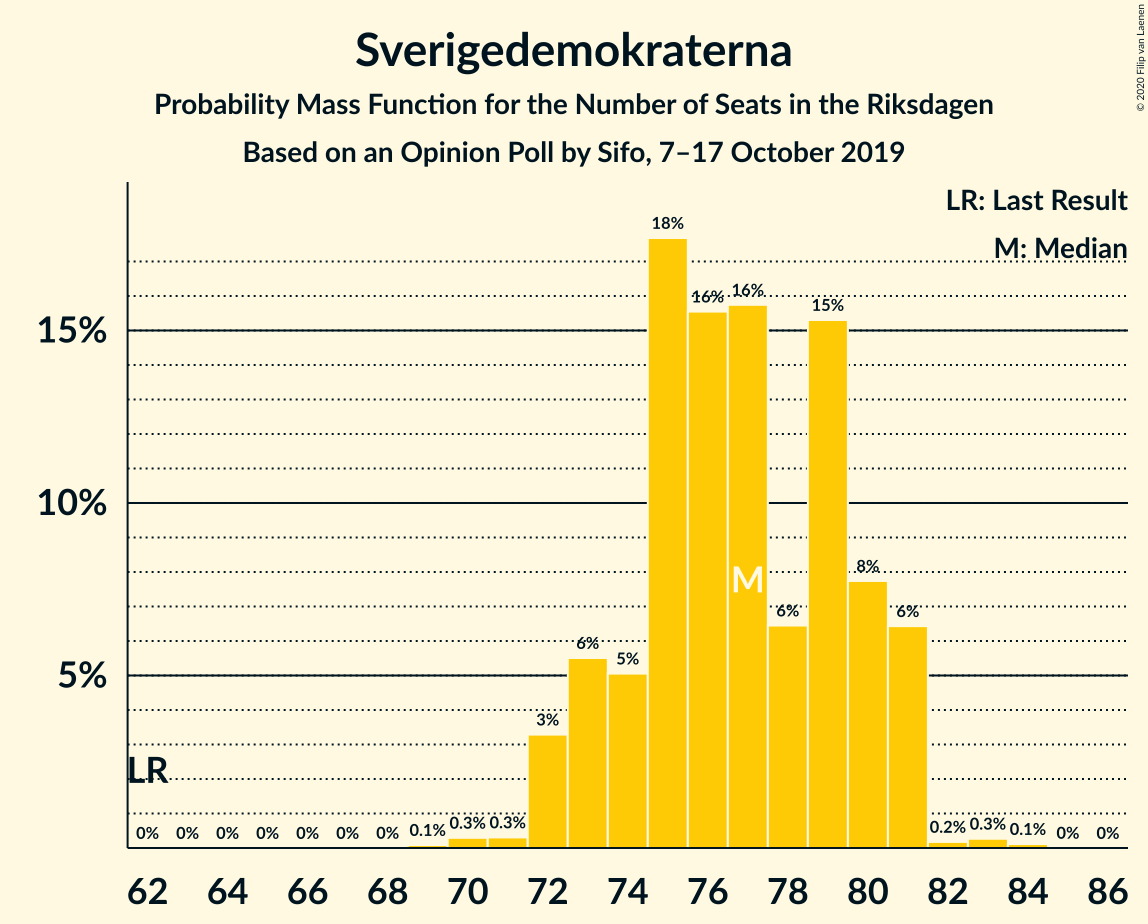 Sverigedemokraterna
Probability Mass Function for the Number of Seats in the Riksdagen
Based on an Opinion Poll by Sifo, 7–17 October 2019
© 2020 Filip van Laenen
LR: Last Result
M: Median
15%
10%
5%
LR
M
0% 0% 0% 0% 0% 0% 0% 0.1% 0.3% 0.3% 3% 6% 5% 18% 16% 16% 6% 15% 8% 6% 0.2% 0.3% 0.1% 0% 0%
62 64 66 68 70 72 74 76 78 80 82 84 86